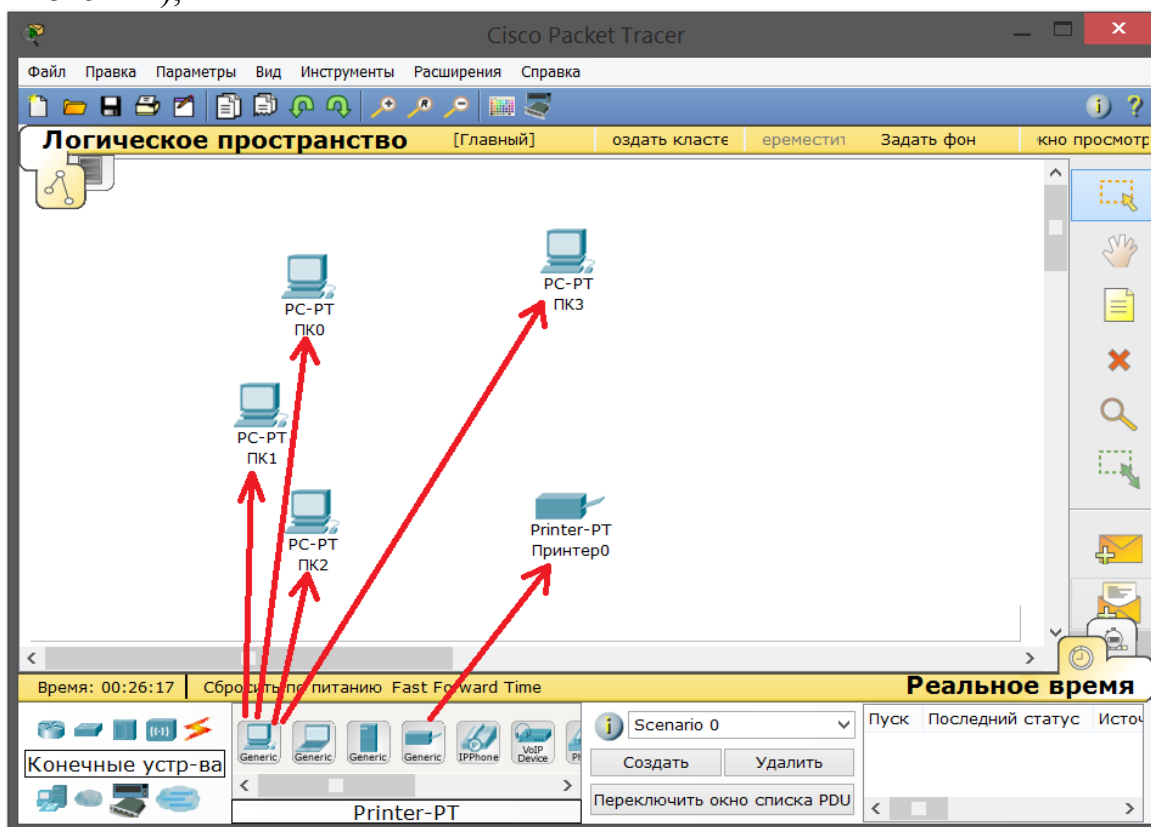 Cisco Packet Tracer
Файл Правка Параметры Вид Инструменты Расширения Справка
Логическое пространство [Главный] оздать класте ереместит Задать фон кно просмотр
PC-PT
ПК0
PC-PT
ПК3
PC-PT
ПК1
PC-PT
ПК2
Printer-PT
Принтер0
Время: 00:26:17 Сбросить по питанию Fast Forward Time Реальное время
Конечные устр-ва
Generic Generic Generic Generic IPPhone VoIP Device
Printer-PT
Scenario 0
Создать Удалить
Переключить окно списка PDU
Пуск Последний статус Источ